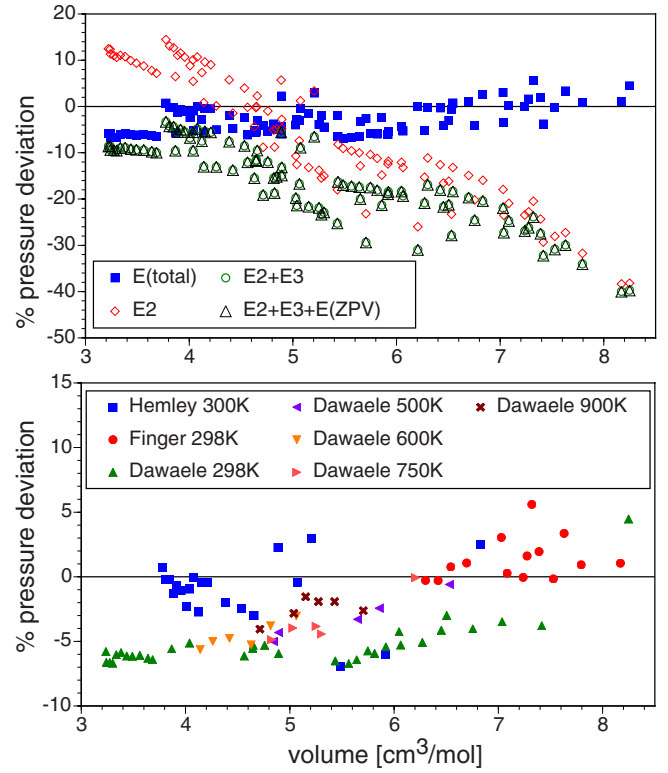 20
10
0
-10
-20
-30
-40
-50
% pressure deviation
E(total) E2+E3
E2 E2+E3+E(ZPV)
3 4 5 6 7 8
15
10
5
0
-5
-10
% pressure deviation
Hemley 300K Dawaele 500K Dawaele 900K
Finger 298K Dawaele 600K
Dawaele 298K Dawaele 750K
3 4 5 6 7 8
volume [cm³/mol]